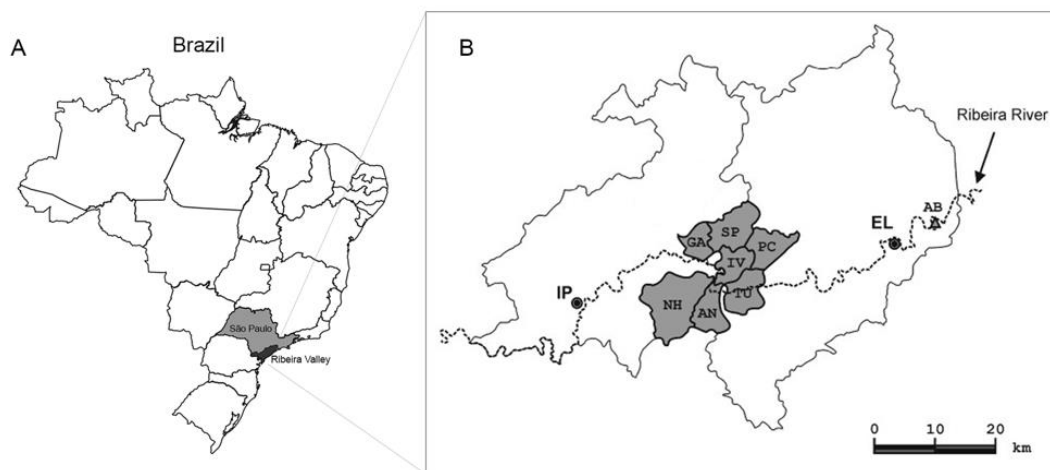 A
Brazil
São Paulo
Ribeira Valley
B
Ribeira River
AB
A
EL
SP
GA
PC
IV
IP
TU
NH
AN
0 10 20
km